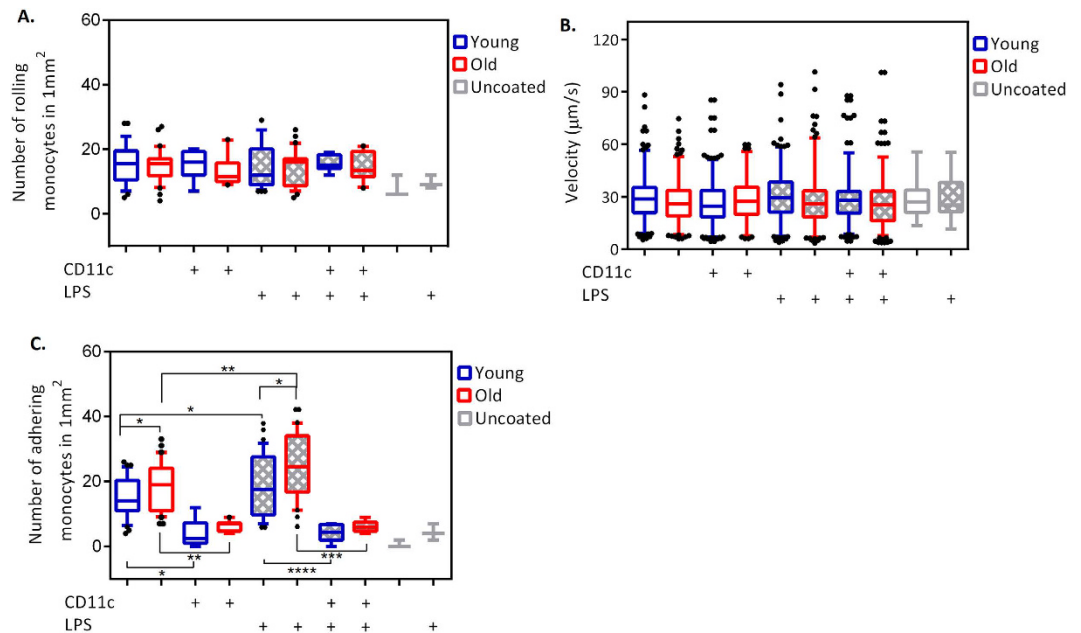 A.
60
40
20
0
Number of rolling
monocytes in 1mm²
Young
Old
Uncoated
CD11c + + + +
LPS + + + + +
B.
120
90
60
30
0
Velocity (µm/s)
Young
Old
Uncoated
CD11c + + + +
LPS + + + + +
C.
60
40
20
0
Number of adhering
monocytes in 1mm²
Young
Old
Uncoated
**
*
*
*
**
***
*
****
CD11c + + + +
LPS + + + + +